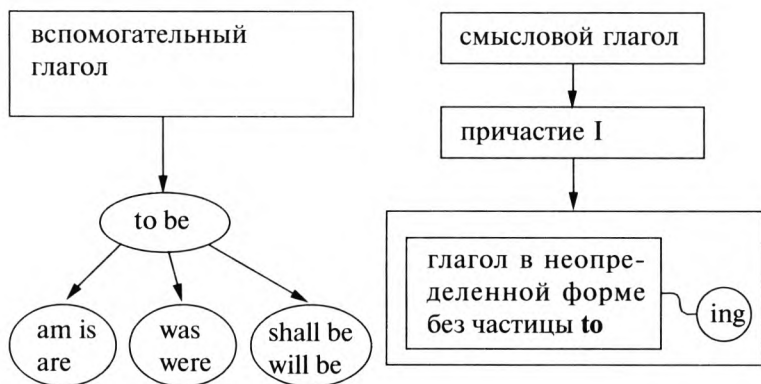 вспомогательный
глагол
to be
am is
are
was
were
shall be
will be
смысловой глагол
причастие I
глагол в неопре-
деленной форме
без частицы to
ing